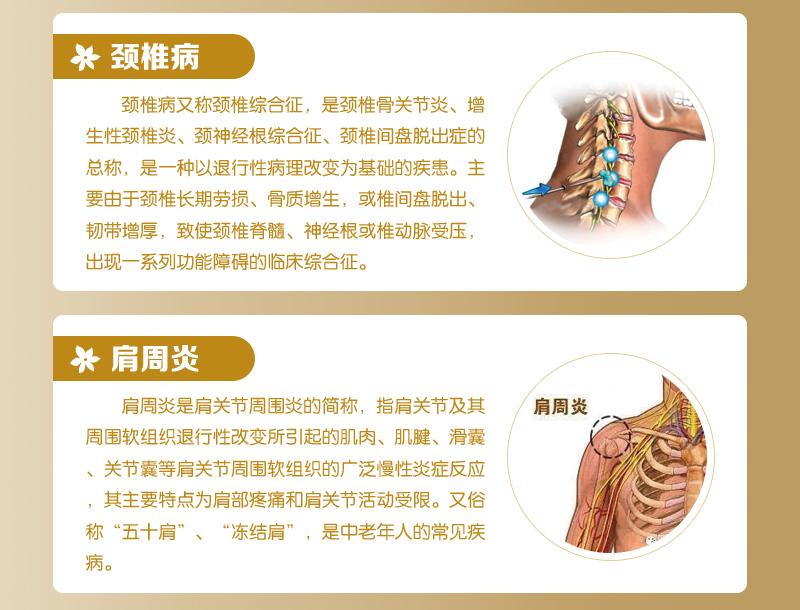 颈椎病
颈椎病又称颈椎综合征，是颈椎骨关节炎、增
生性颈椎炎、颈神经根综合征、颈椎间盘脱出症的
总称，是一种以退行性病理改变为基础的疾患。主
要由于颈椎长期劳损、骨质增生，或椎间盘脱出、
韧带增厚，致使颈椎脊髓、神经根或椎动脉受压，
出现一系列功能障碍的临床综合征。
肩周炎
肩周炎是肩关节周围炎的简称，指肩关节及其
周围软组织退行性改变所引起的肌肉、肌腱、滑囊
、关节囊等肩关节周围软组织的广泛慢性炎症反应
，其主要特点为肩部疼痛和肩关节活动受限。又俗
称“五十肩”、“冻结肩”，是中老年人的常见疾
病。
肩周炎